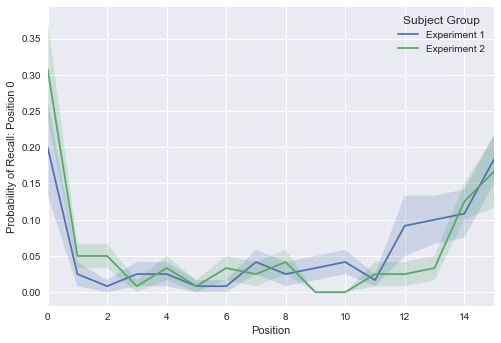 Subject Group
Experiment 1
Experiment 2
0.35
0.30
0.25
0.20
0.15
0.10
0.05
0.00
Probability of Recall: Position 0
0 2 4 6 8 10 12 14
Position